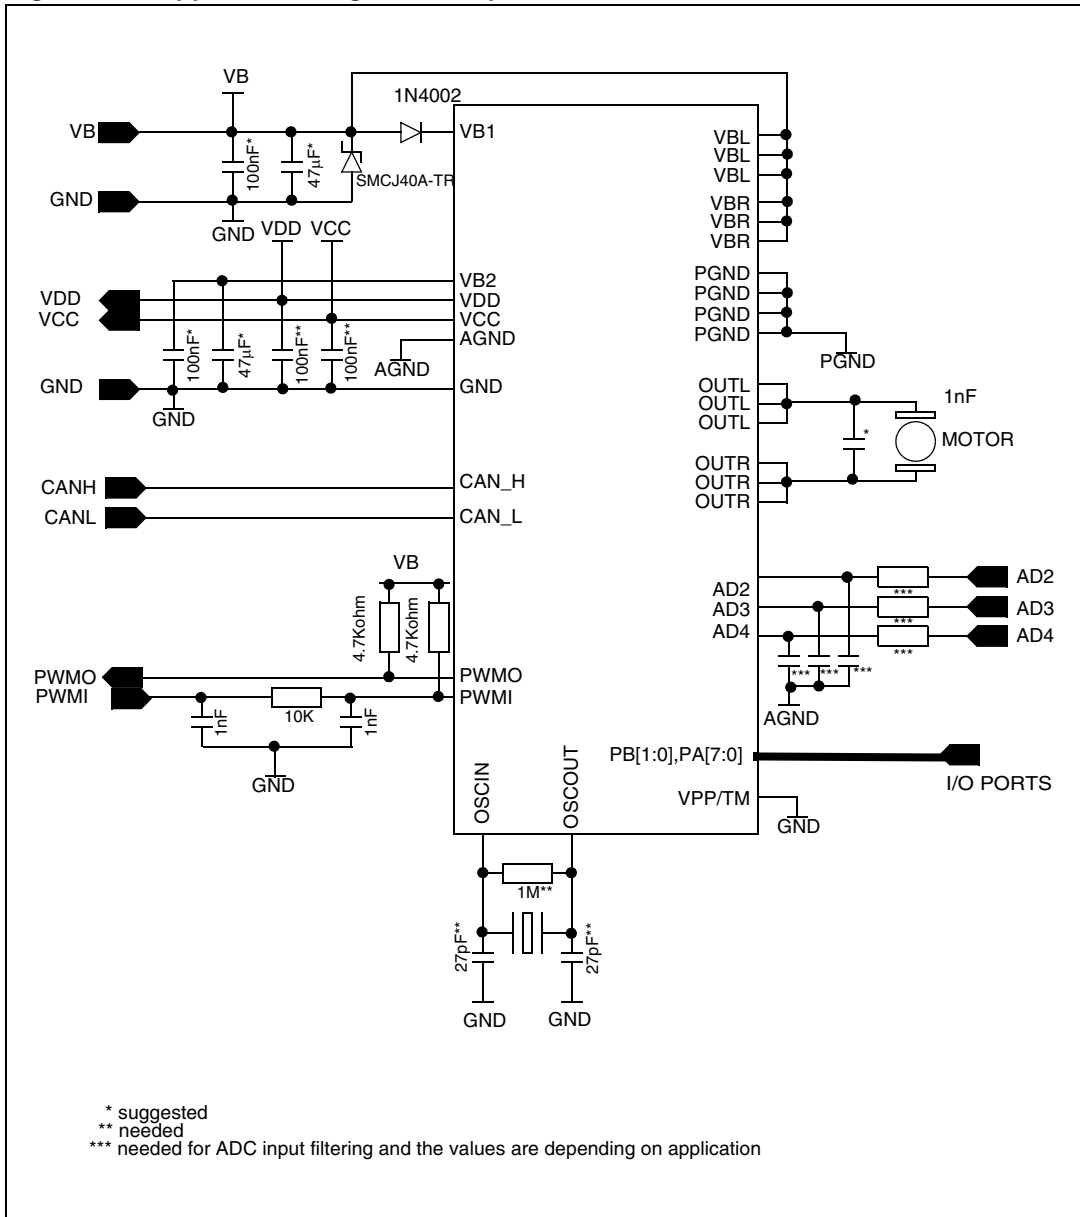 VB
1N4002
VB
VB1
100nF*
47µF*
SMCJ40A-TR
GND
GND
VDD
VCC
VBL
VBL
VBL
VBR
VBR
VBR
VDD
VCC
VB2
VDD
VCC
AGND
AGND
100nF*
47µF*
100nF**
100nF**
GND
GND
GND
PGND
PGND
PGND
PGND
PGND
OUTL
OUTL
OUTL
1nF
*
MOTOR
OUTR
OUTR
OUTR
CANH
CAN_H
CANL
CAN_L
VB
4.7Kohm
4.7Kohm
PWMO
PWMO
PWMI
PWMI
1nF
10K
1nF
GND
AD2
AD3
AD4
***
***
***
AD2
AD3
AD4
***
***
***
AGND
PB[1:0],PA[7:0]
I/O PORTS
VPP/TM
GND
OSCIN
OSCOUT
1M**
27pF**
27pF**
GND
GND
* suggested
** needed
*** needed for ADC input filtering and the values are depending on application